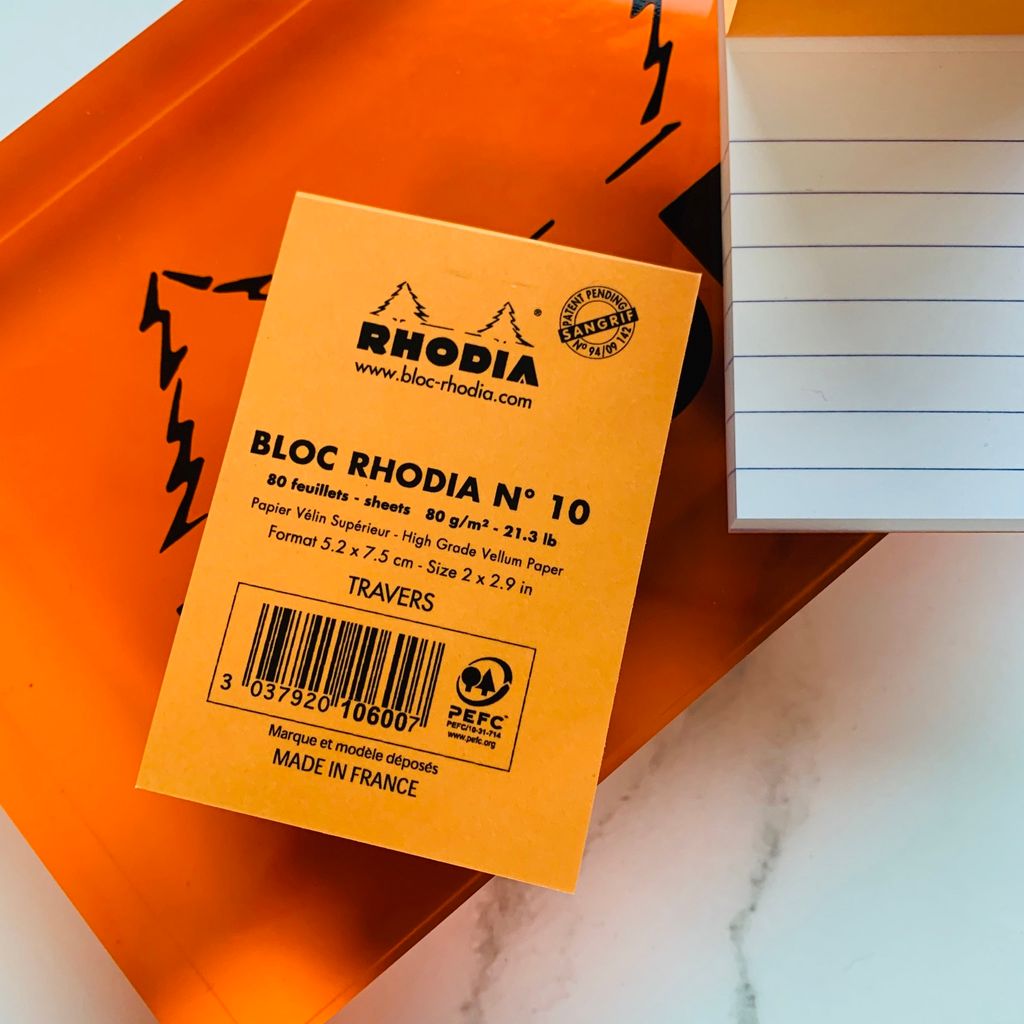 RHODIA
®
www.bloc-rhodia.com
PATENT PENDING
SANGRIF
Nº 94/09 142
BLOC RHODIA N° 10
80 feuillets - sheets 80 g/m² - 21.3 lb
Papier Vélin Supérieur - High Grade Vellum Paper
Format 5.2 x 7.5 cm - Size 2 x 2.9 in
TRAVERS
3 037920 106007
PEFC™
PEFC/10-31-714
www.pefc.org
Marque et modèle déposés
MADE IN FRANCE